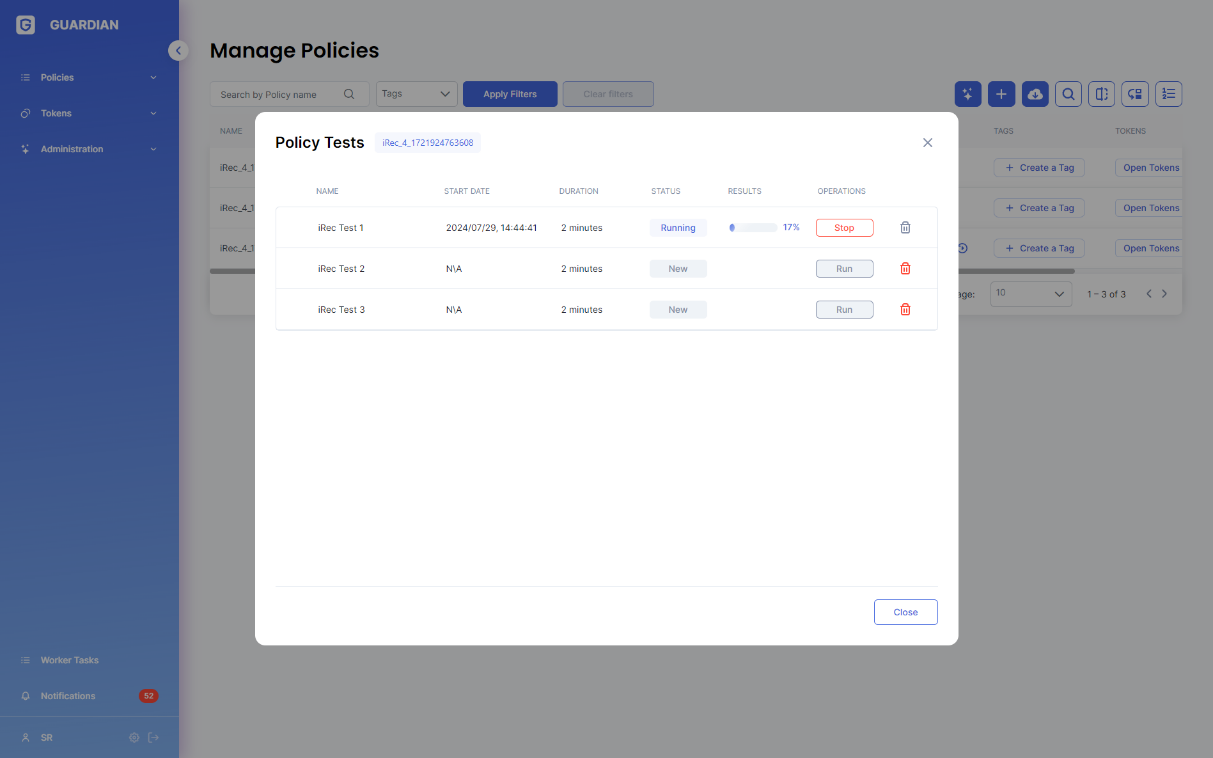 GUARDIAN
Policies
Tokens
Administration
Worker Tasks
Notifications 52
SR
Manage Policies
Search by Policy name Tags Apply Filters Clear filters
NAME TAGS TOKENS
iRec_4_1 Create a Tag Open Tokens
iRec_4_1 Create a Tag Open Tokens
iRec_4_1 Create a Tag Open Tokens
age: 10 1 – 3 of 3
Policy Tests iRec_4_1721924763608
NAME START DATE DURATION STATUS RESULTS OPERATIONS
iRec Test 1 2024/07/29, 14:44:41 2 minutes Running 17% Stop
iRec Test 2 N\A 2 minutes New Run
iRec Test 3 N\A 2 minutes New Run
Close